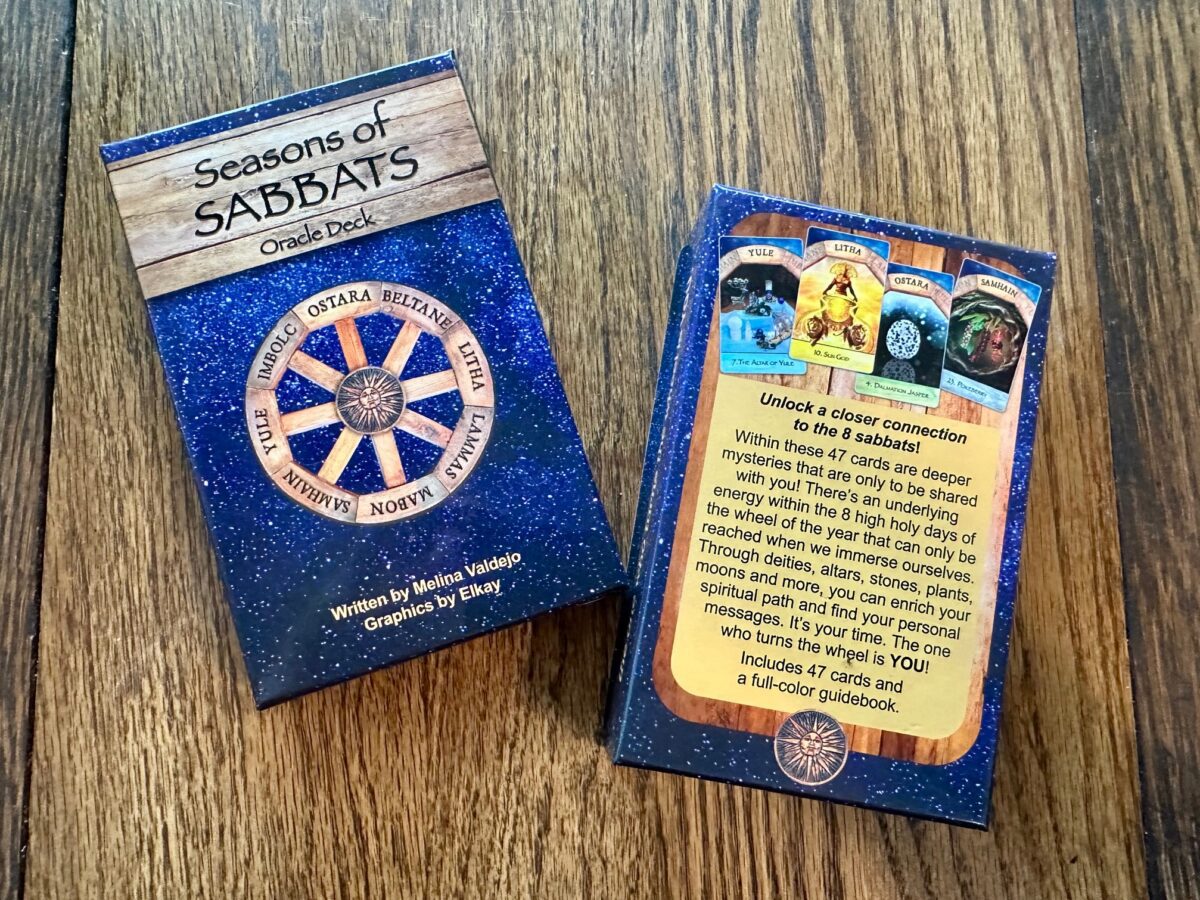 Seasons of
SABBATS
Oracle Deck
OSTARA
BELTANE
LITHA
LAMMAS
MABON
SAMHAIN
YULE
IMBOLC
Written by Melina Valdejo
Graphics by Elkay
YULE
7. The Altar of Yule
LITHA
10. Sun God
OSTARA
4. Dalmation Jasper
SAMHAIN
23. Pokeberry
Unlock a closer connection
to the 8 sabbats!
Within these 47 cards are deeper
mysteries that are only to be shared
with you! There's an underlying
energy within the 8 high holy days of
the wheel of the year that can only be
reached when we immerse ourselves.
Through deities, altars, stones, plants,
moons and more, you can enrich your
spiritual path and find your personal
messages. It's your time. The one
who turns the wheel is YOU!
Includes 47 cards and
a full-color guidebook.